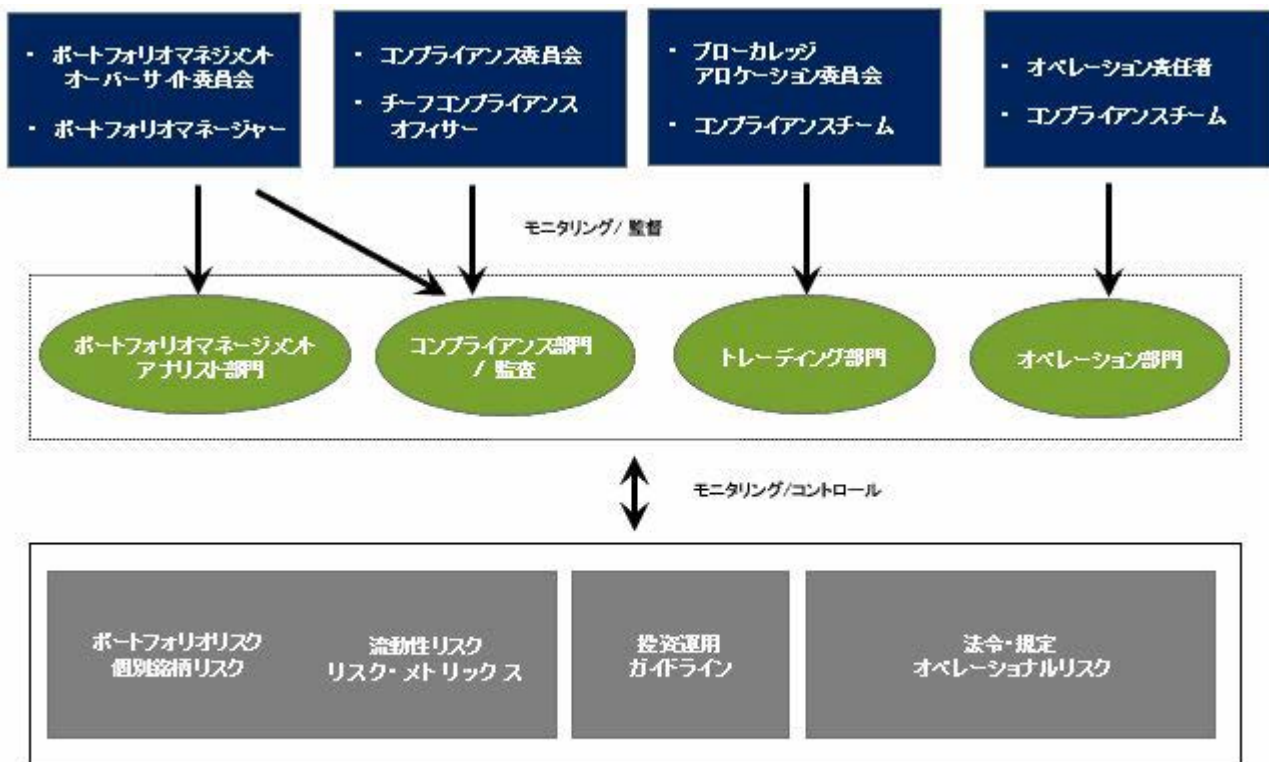 ・ ポートフォリオマネジメント
オーバーサイト委員会
・ ポートフォリオマネージャー
・ コンプライアンス委員会
・ チーフコンプライアンス
オフィサー
・ ブローカレッジ
アロケーション委員会
・ コンプライアンスチーム
・ オペレーション責任者
・ コンプライアンスチーム
モニタリング/ 監督
ポートフォリオマネージメント
アナリスト部門
コンプライアンス部門
/ 監査
トレーディング部門
オペレーション部門
モニタリング/コントロール
ポートフォリオリスク
個別銘柄リスク
流動性リスク
リスク・メトリックス
投資運用
ガイドライン
法令・規定
オペレーショナルリスク